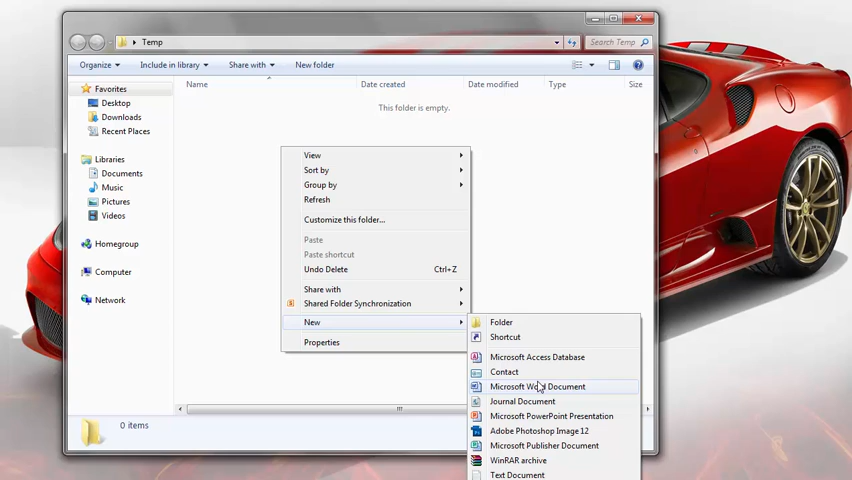 Temp
Search Temp
Organize
Include in library
Share with
New folder
Name
Date created
Date modified
Type
Size
This folder is empty.
Favorites
Desktop
Downloads
Recent Places
Libraries
Documents
Music
Pictures
Videos
Homegroup
Computer
Network
View
Sort by
Group by
Refresh
Customize this folder...
Paste
Paste shortcut
Undo Delete Ctrl+Z
Share with
Shared Folder Synchronization
New
Properties
Folder
Shortcut
Microsoft Access Database
Contact
Microsoft Word Document
Journal Document
Microsoft PowerPoint Presentation
Adobe Photoshop Image 12
Microsoft Publisher Document
WinRAR archive
Text Document
0 items